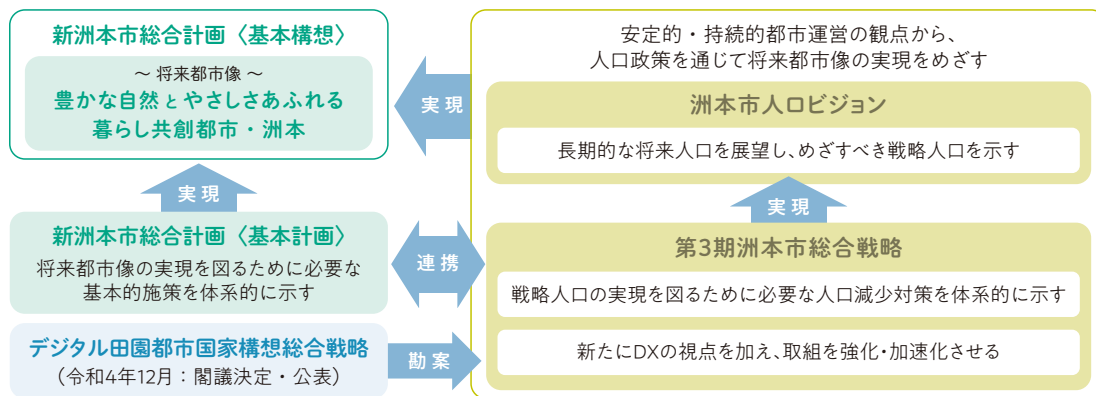 新洲本市総合計画〈基本構想〉
～ 将来都市像 ～
豊かな自然とやさしさあふれる
暮らし共創都市・洲本
実現
新洲本市総合計画〈基本計画〉
将来都市像の実現を図るために必要な
基本的施策を体系的に示す
デジタル田園都市国家構想総合戦略
（令和4年12月：閣議決定・公表）
実現
連携
勘案
安定的・持続的都市運営の観点から、
人口政策を通じて将来都市像の実現をめざす
洲本市人口ビジョン
長期的な将来人口を展望し、めざすべき戦略人口を示す
実現
第3期洲本市総合戦略
戦略人口の実現を図るために必要な人口減少対策を体系的に示す
新たにDXの視点を加え、取組を強化・加速化させる